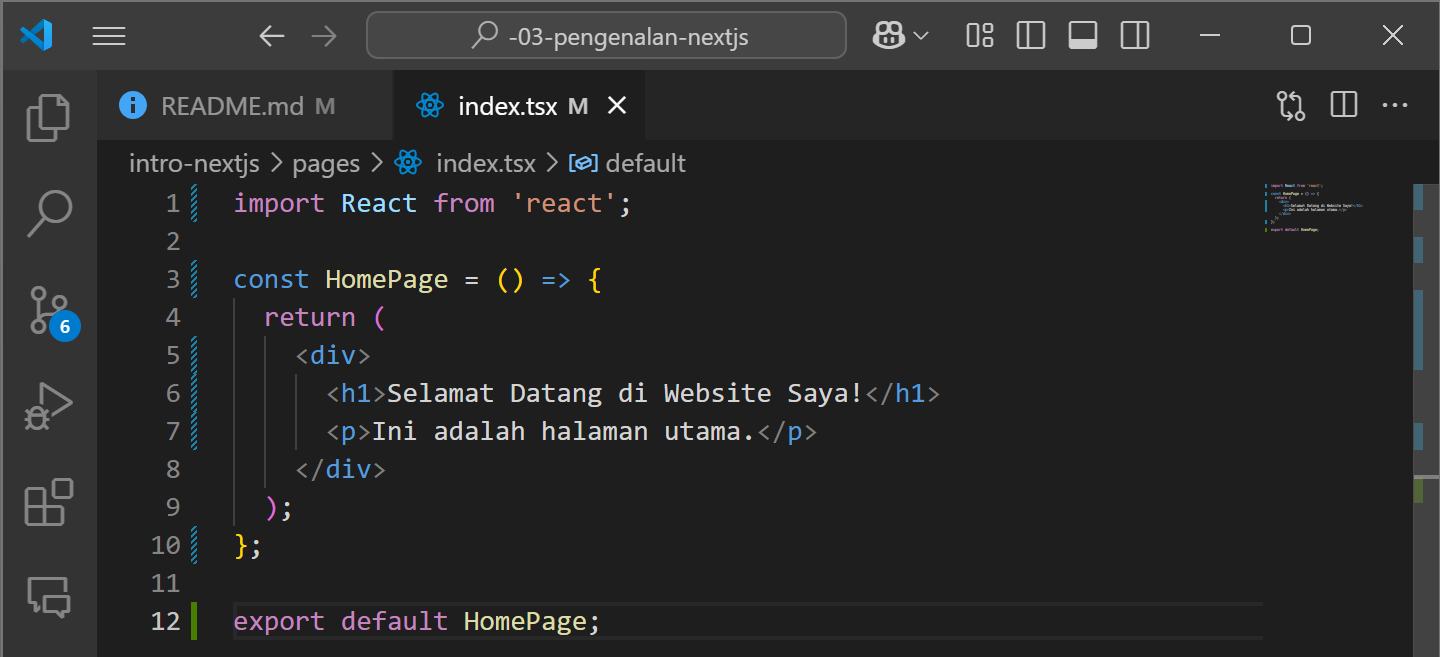 -03-pengenalan-nextjs
README.md M
index.tsx M
intro-nextjs > pages > index.tsx > default
1 import React from 'react';
2
3 const HomePage = () => {
4 return (
5 <div>
6 <h1>Selamat Datang di Website Saya!</h1>
7 <p>Ini adalah halaman utama.</p>
8 </div>
9 );
10 };
11
12 export default HomePage;
6